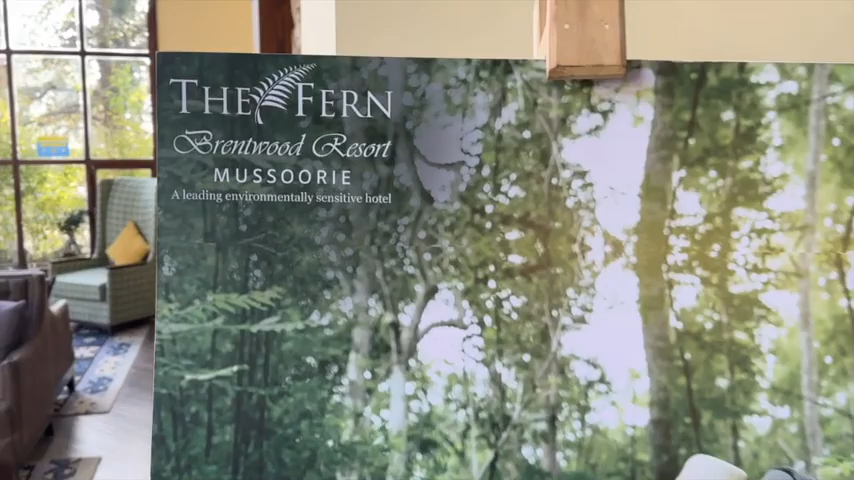 THE FERN
Brentwood Resort
MUSSOORIE
A leading environmentally sensitive hotel